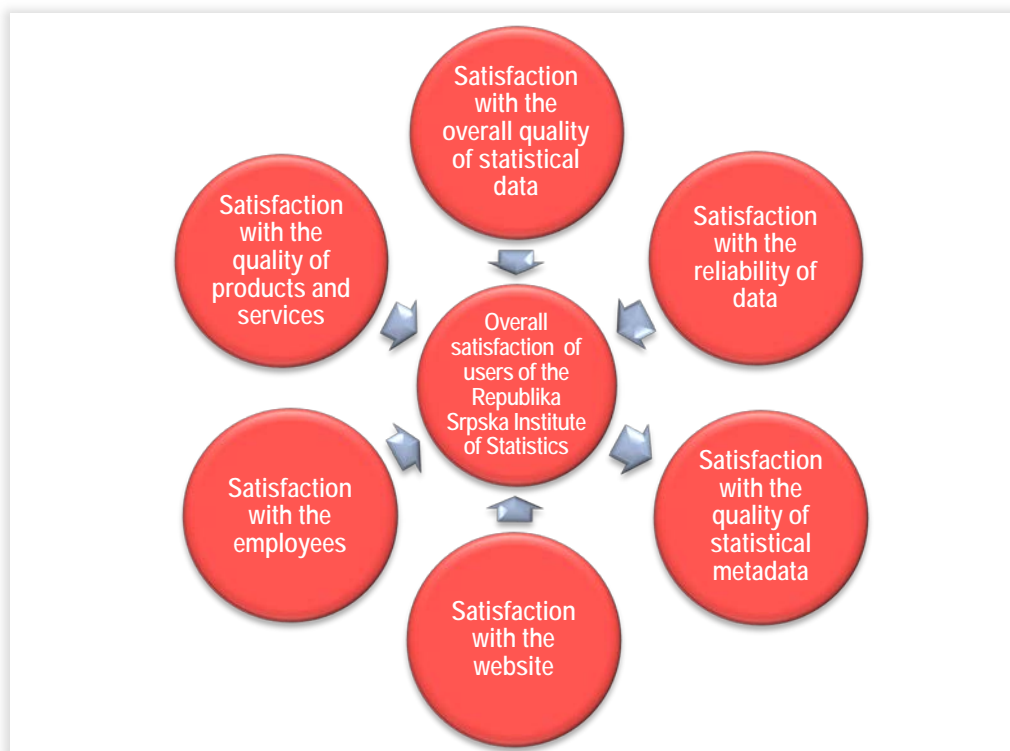 Satisfaction
with the
overall quality
of statistical
data
Satisfaction
with the
quality of
products and
services
Satisfaction
with the
reliability of
data
Overall
satisfaction of
users of the
Republika
Srpska Institute
of Statistics
Satisfaction
with the
employees
Satisfaction
with the
quality of
statistical
metadata
Satisfaction
with the
website